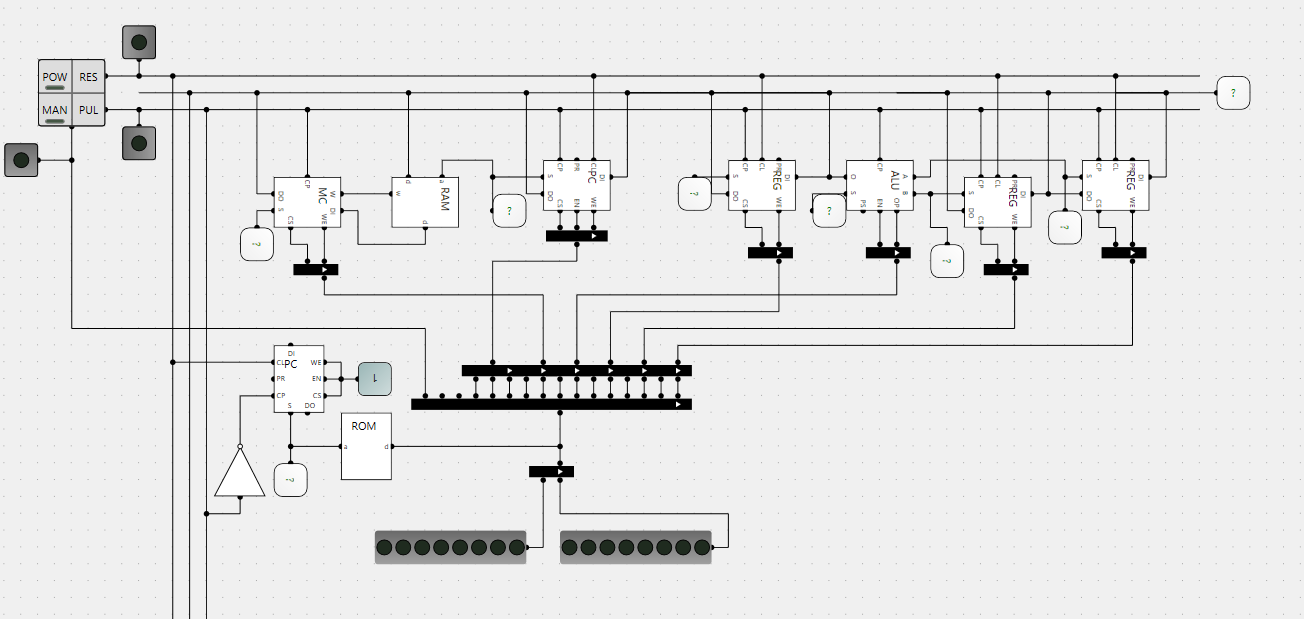 POW RES
MAN PUL
?
CP
DO
S
MC
W
DI
CS
WE
?
d
a
w
RAM
d
?
CP
PR
CL
DI
S
DO
PC
CS
EN
WE
?
CP
CL
PR
DI
S
DO
REG
CS
WE
?
CP
O
S
ALU
A
B
PS
EN
OP
?
CP
CL
PR
DI
S
DO
REG
CS
WE
?
CP
CL
PR
DI
S
DO
REG
CS
WE
DI
CL
PC
WE
PR
EN
CP
CS
S
DO
1
ROM
a
d
?